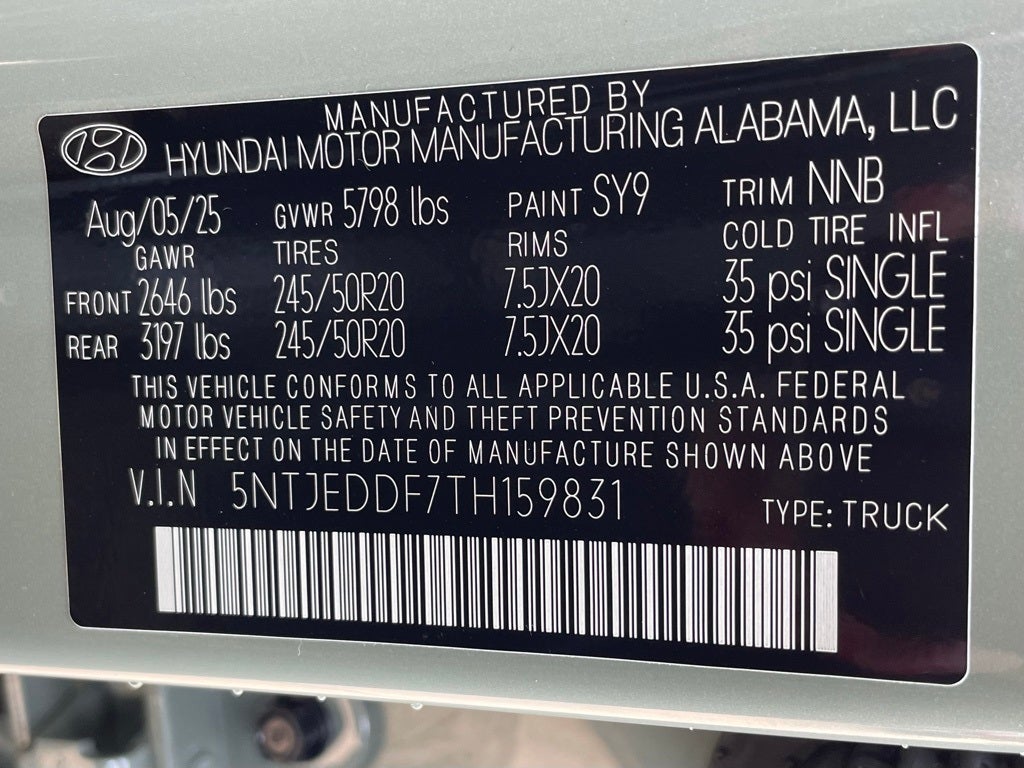 MANUFACTURED BY
HYUNDAI MOTOR MANUFACTURING ALABAMA, LLC
Aug/05/25 GVWR 5798 lbs PAINT SY9 TRIM NNB
GAWR TIRES RIMS COLD TIRE INFL
FRONT 2646 lbs 245/50R20 7.5JX20 35 psi SINGLE
REAR 3197 lbs 245/50R20 7.5JX20 35 psi SINGLE
THIS VEHICLE CONFORMS TO ALL APPLICABLE U.S.A. FEDERAL
MOTOR VEHICLE SAFETY AND THEFT PREVENTION STANDARDS
IN EFFECT ON THE DATE OF MANUFACTURE SHOWN ABOVE
V.I.N 5NTJEDDF7TH159831 TYPE: TRUCK